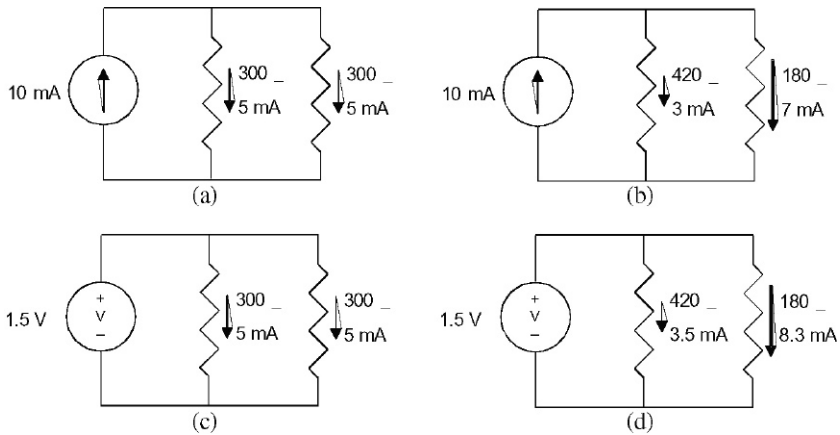 300 _
300 _
10 mA
5 mA
5 mA
(a)
420 _
180 _
10 mA
3 mA
7 mA
(b)
300 _
300 _
1.5 V
+
V
−
5 mA
5 mA
(c)
420 _
180 _
1.5 V
+
V
−
3.5 mA
8.3 mA
(d)